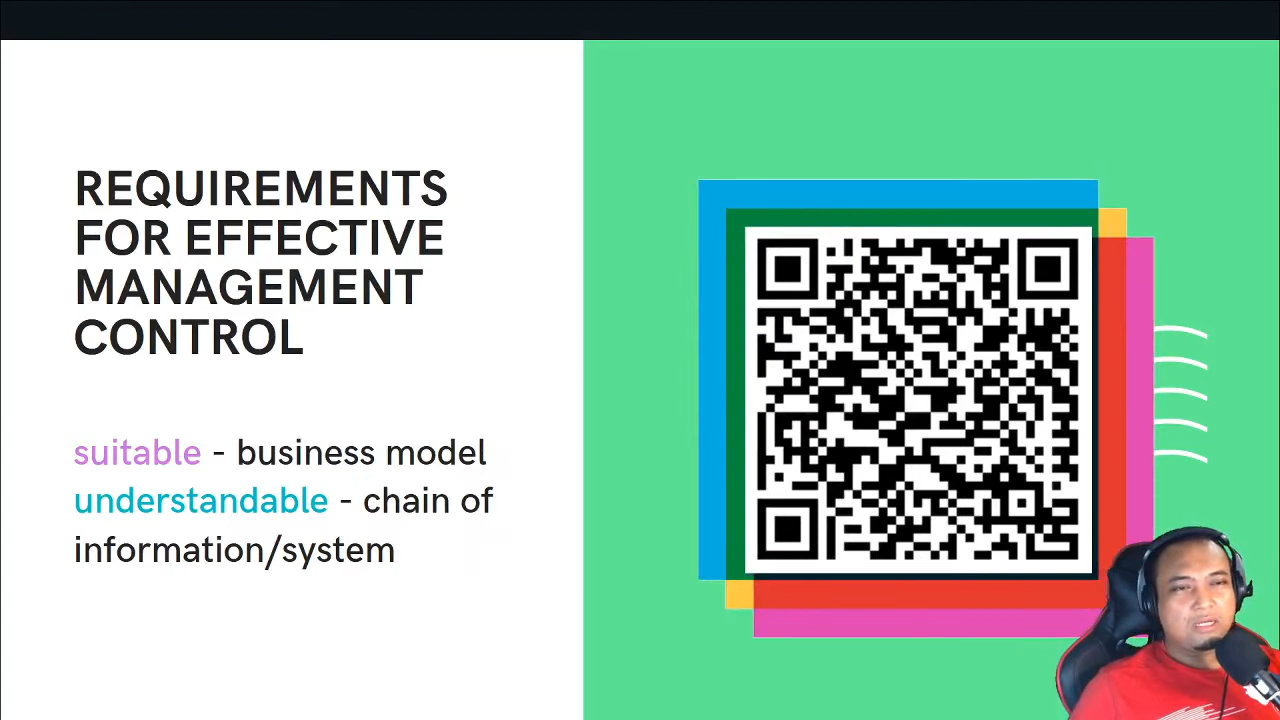 REQUIREMENTS
FOR EFFECTIVE
MANAGEMENT
CONTROL
suitable - business model
understandable - chain of
information/system